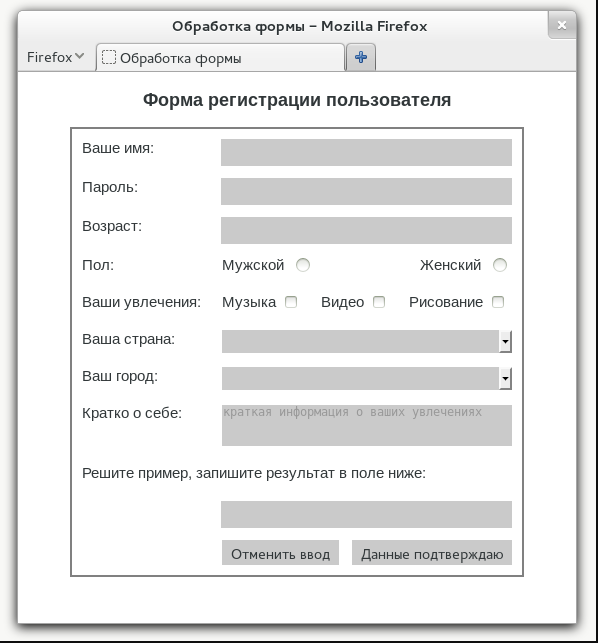 Обработка формы – Mozilla Firefox
Firefox
Обработка формы
Форма регистрации пользователя
Ваше имя:
Пароль:
Возраст:
Пол: Мужской Женский
Ваши увлечения: Музыка Видео Рисование
Ваша страна:
Ваш город:
Кратко о себе: краткая информация о ваших увлечениях
Решите пример, запишите результат в поле ниже:
Отменить ввод Данные подтверждаю